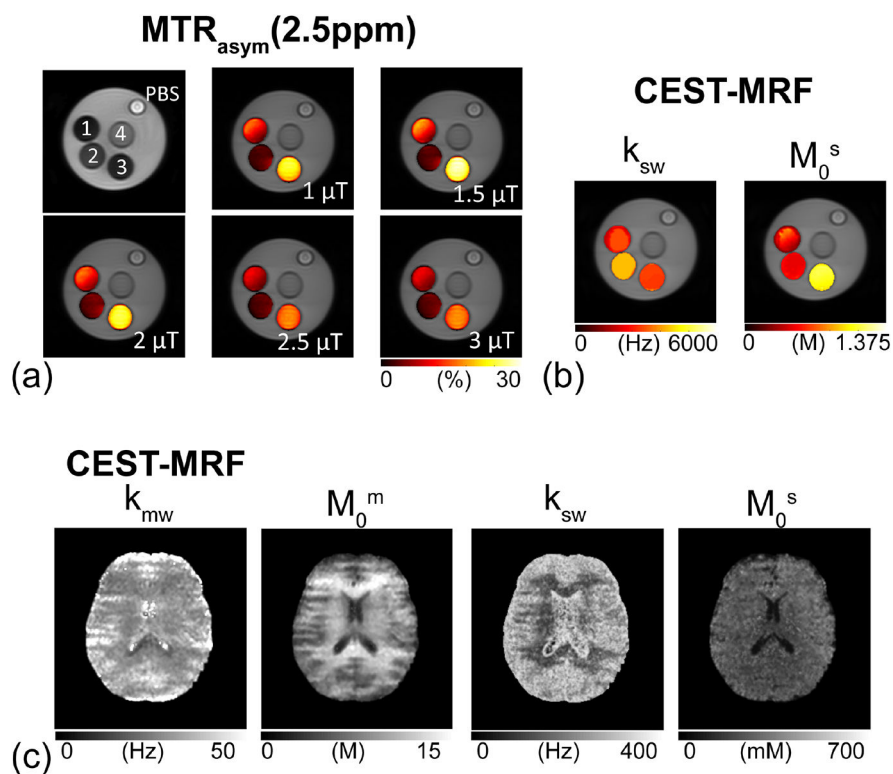 MTRasym(2.5ppm)
PBS
1
4
2
3
1 μT
1.5 μT
2 μT
2.5 μT
3 μT
0 (%) 30
(a)
CEST-MRF
ksw
M0s
0 (Hz) 6000
0 (M) 1.375
(b)
CEST-MRF
kmw
M0m
ksw
M0s
0 (Hz) 50
0 (M) 15
0 (Hz) 400
0 (mM) 700
(c)